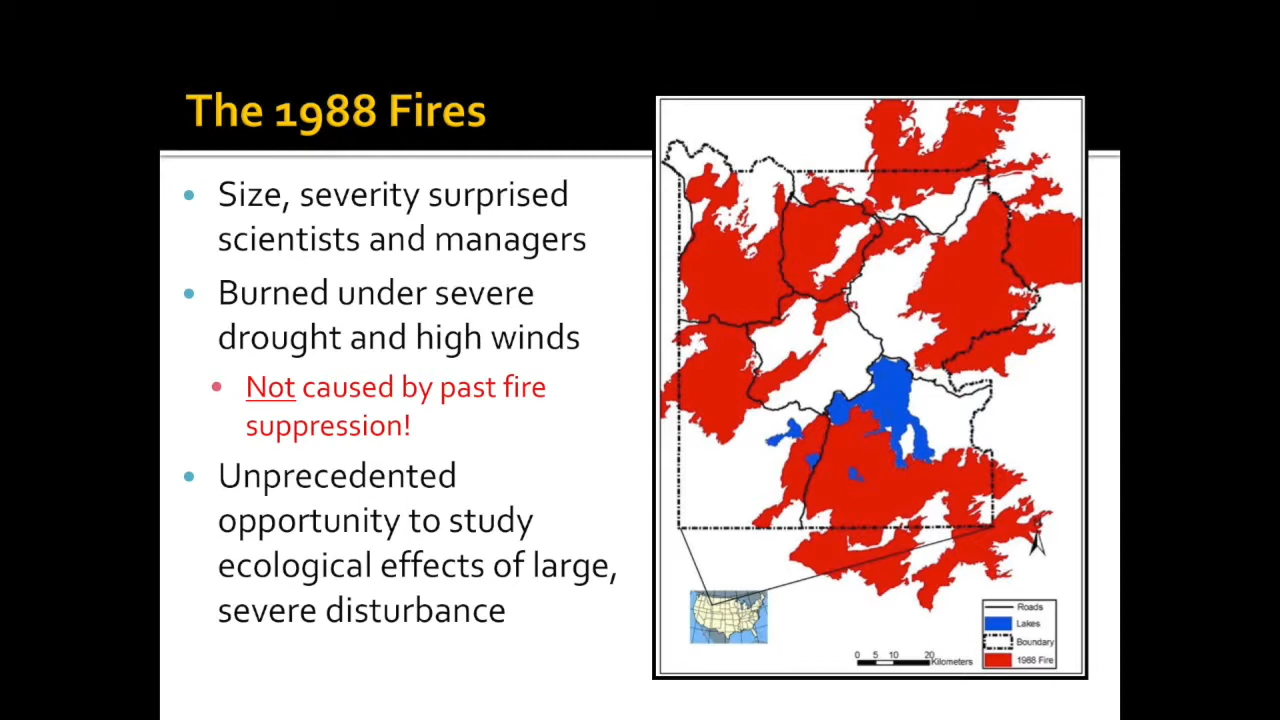 The 1988 Fires
Size, severity surprised
scientists and managers
Burned under severe
drought and high winds
Not caused by past fire
suppression!
Unprecedented
opportunity to study
ecological effects of large,
severe disturbance
Roads
Lakes
Boundary
1988 Fire
0 5 10 20
Kilometers